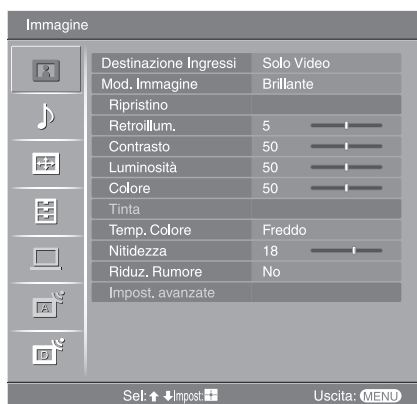 Immagine
Destinazione Ingressi Solo Video
Mod. Immagine Brillante
Ripristino
Retroillum. 5
Contrasto 50
Luminosità 50
Colore 50
Tinta
Temp. Colore Freddo
Nitidezza 18
Riduz. Rumore No
Impost. avanzate
A
D
Sel: Impost: Uscita: MENU